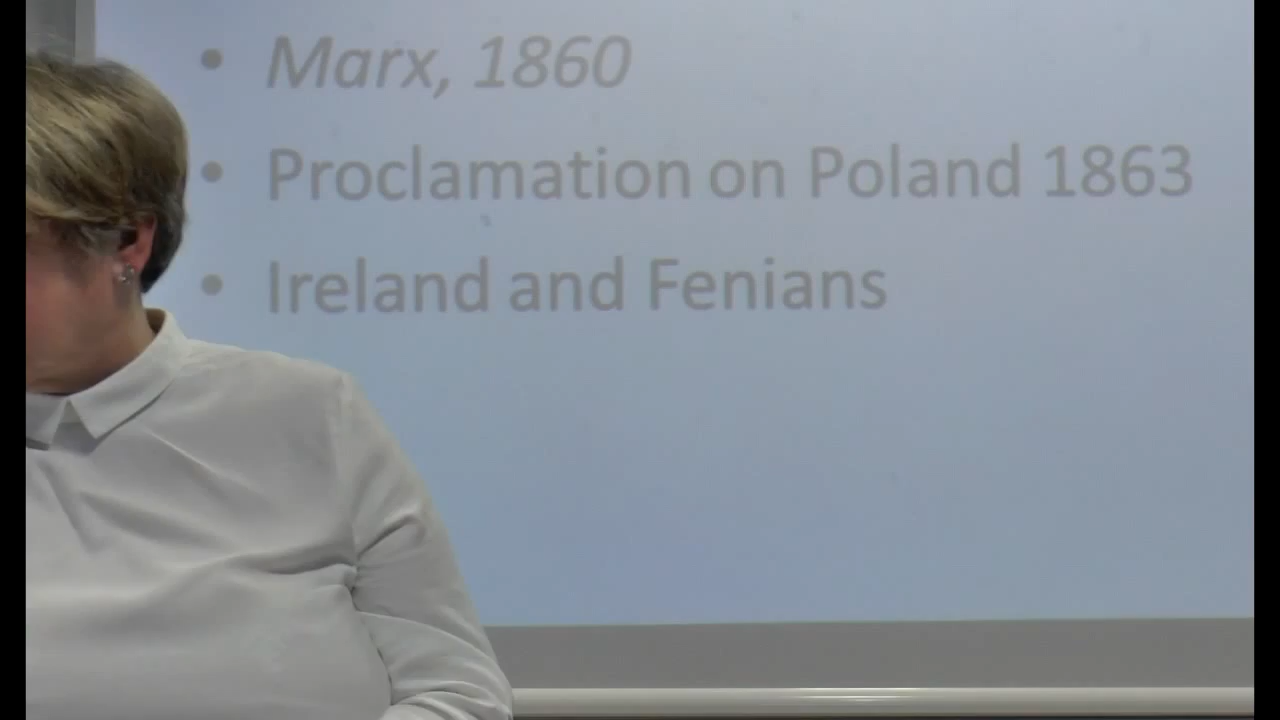 • Marx, 1860
• Proclamation on Poland 1863
• Ireland and Fenians